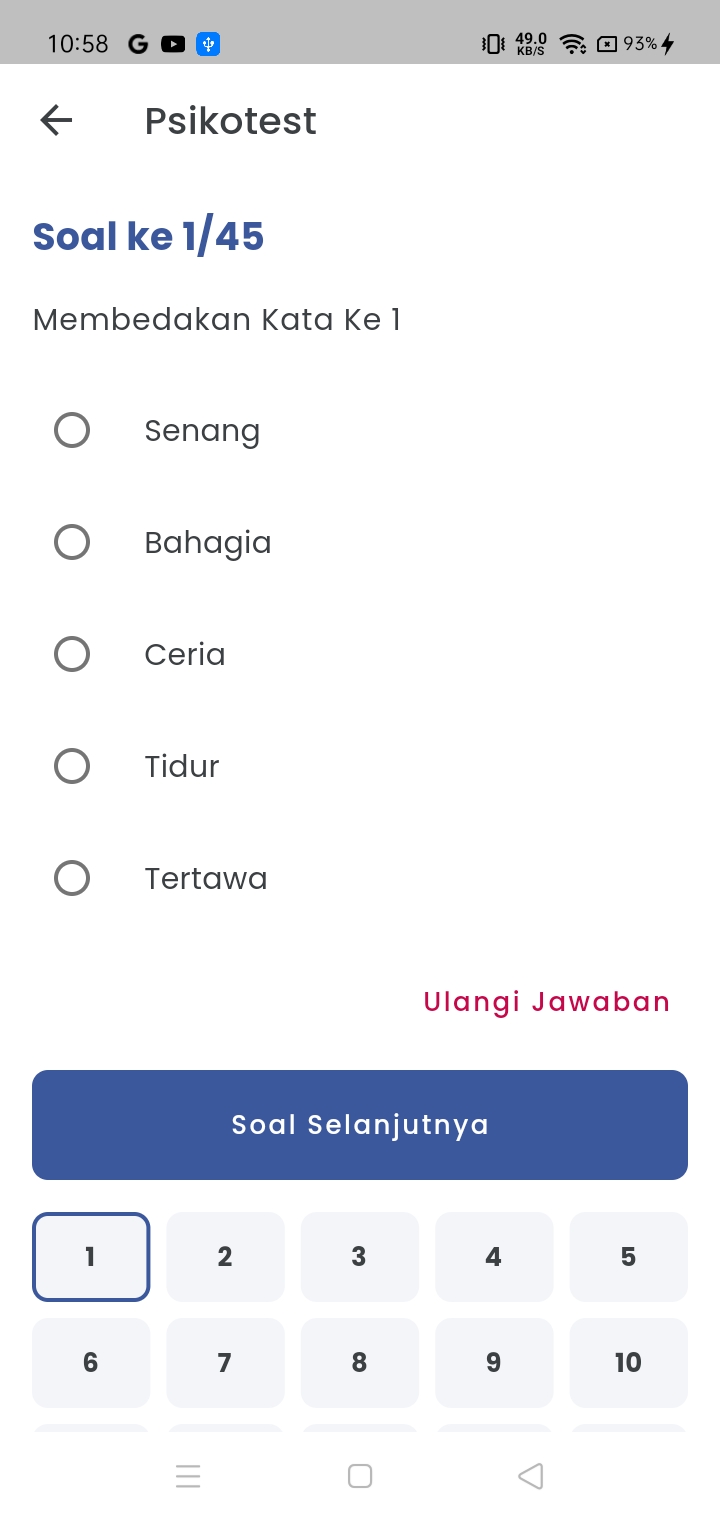 10:58
49.0
KB/S
93%
Psikotest
Soal ke 1/45
Membedakan Kata Ke 1
Senang
Bahagia
Ceria
Tidur
Tertawa
Ulangi Jawaban
Soal Selanjutnya
1 2 3 4 5
6 7 8 9 10